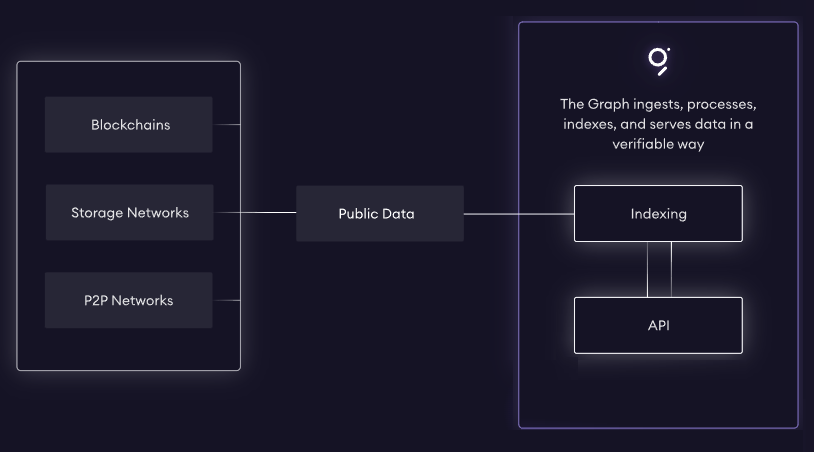 The Graph ingests, processes,
indexes, and serves data in a
verifiable way
Blockchains
Storage Networks
P2P Networks
Public Data
Indexing
API